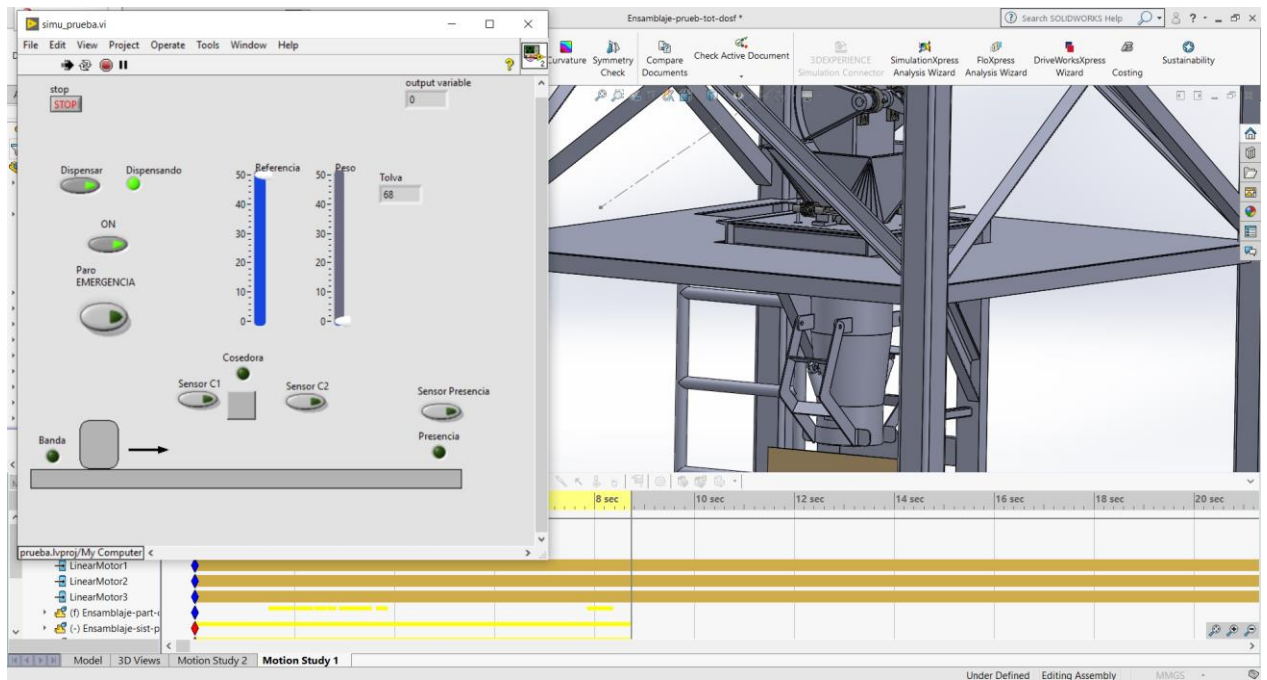 simu_prueba.vi
File Edit View Project Operate Tools Window Help
2
stop
STOP
output variable
0
Dispensar
Dispensando
Referencia
50
40
30
20
10
0
Peso
50
40
30
20
10
0
Tolva
68
ON
Paro
EMERGENCIA
Cosedora
Sensor C1
Sensor C2
Sensor Presencia
Presencia
Banda
prueba.lvproj/My Computer
Ensamblaje-prueb-tot-dosf *
Search SOLIDWORKS Help
Curvature
Symmetry
Check
Compare
Documents
Check Active Document
3DEXPERIENCE
Simulation Connector
SimulationXpress
Analysis Wizard
FloXpress
Analysis Wizard
DriveWorksXpress
Wizard
Costing
Sustainability
8 sec 10 sec 12 sec 14 sec 16 sec 18 sec 20 sec
LinearMotor1
LinearMotor2
LinearMotor3
(f) Ensamblaje-part-
(-) Ensamblaje-sist-p
Model 3D Views Motion Study 2 Motion Study 1
Under Defined Editing Assembly MMGS